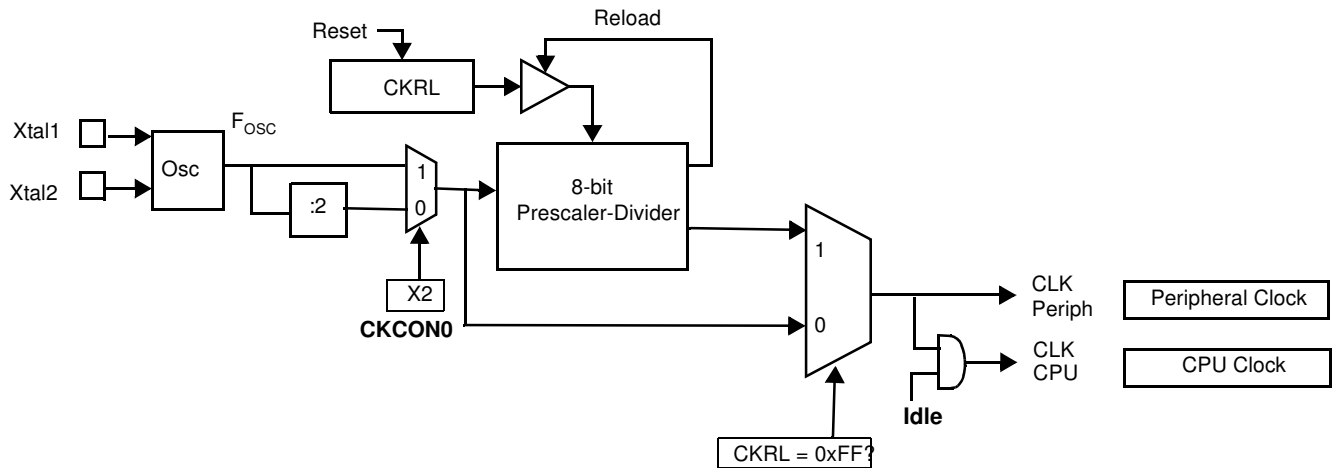 Reload
Reset
CKRL
Xtal1
Xtal2
FOSC
Osc
:2
1
0
X2
CKCON0
8-bit
Prescaler-Divider
1
0
CKRL = 0xFF?
CLK
Periph
Peripheral Clock
CLK
CPU
CPU Clock
Idle